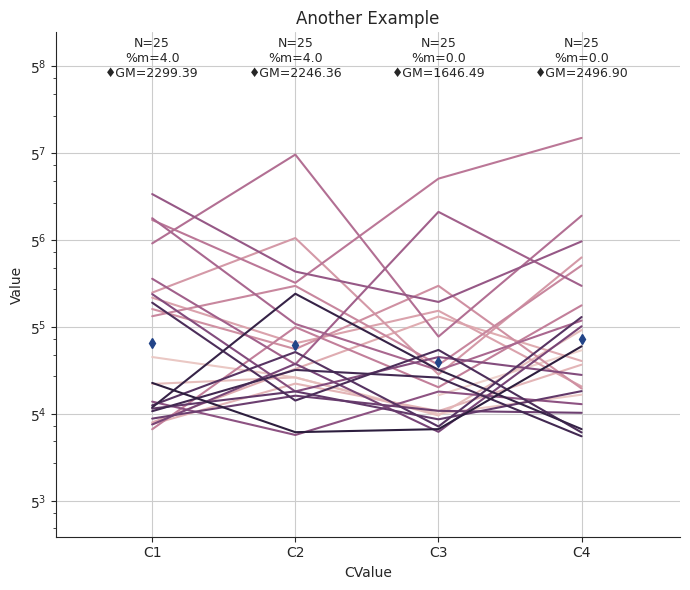 Another Example
N=25 N=25 N=25 N=25
%m=4.0 %m=4.0 %m=0.0 %m=0.0
♦GM=2299.39 ♦GM=2246.36 ♦GM=1646.49 ♦GM=2496.90
5⁸
5⁷
5⁶
5⁵
5⁴
5³
Value
C1 C2 C3 C4
CValue